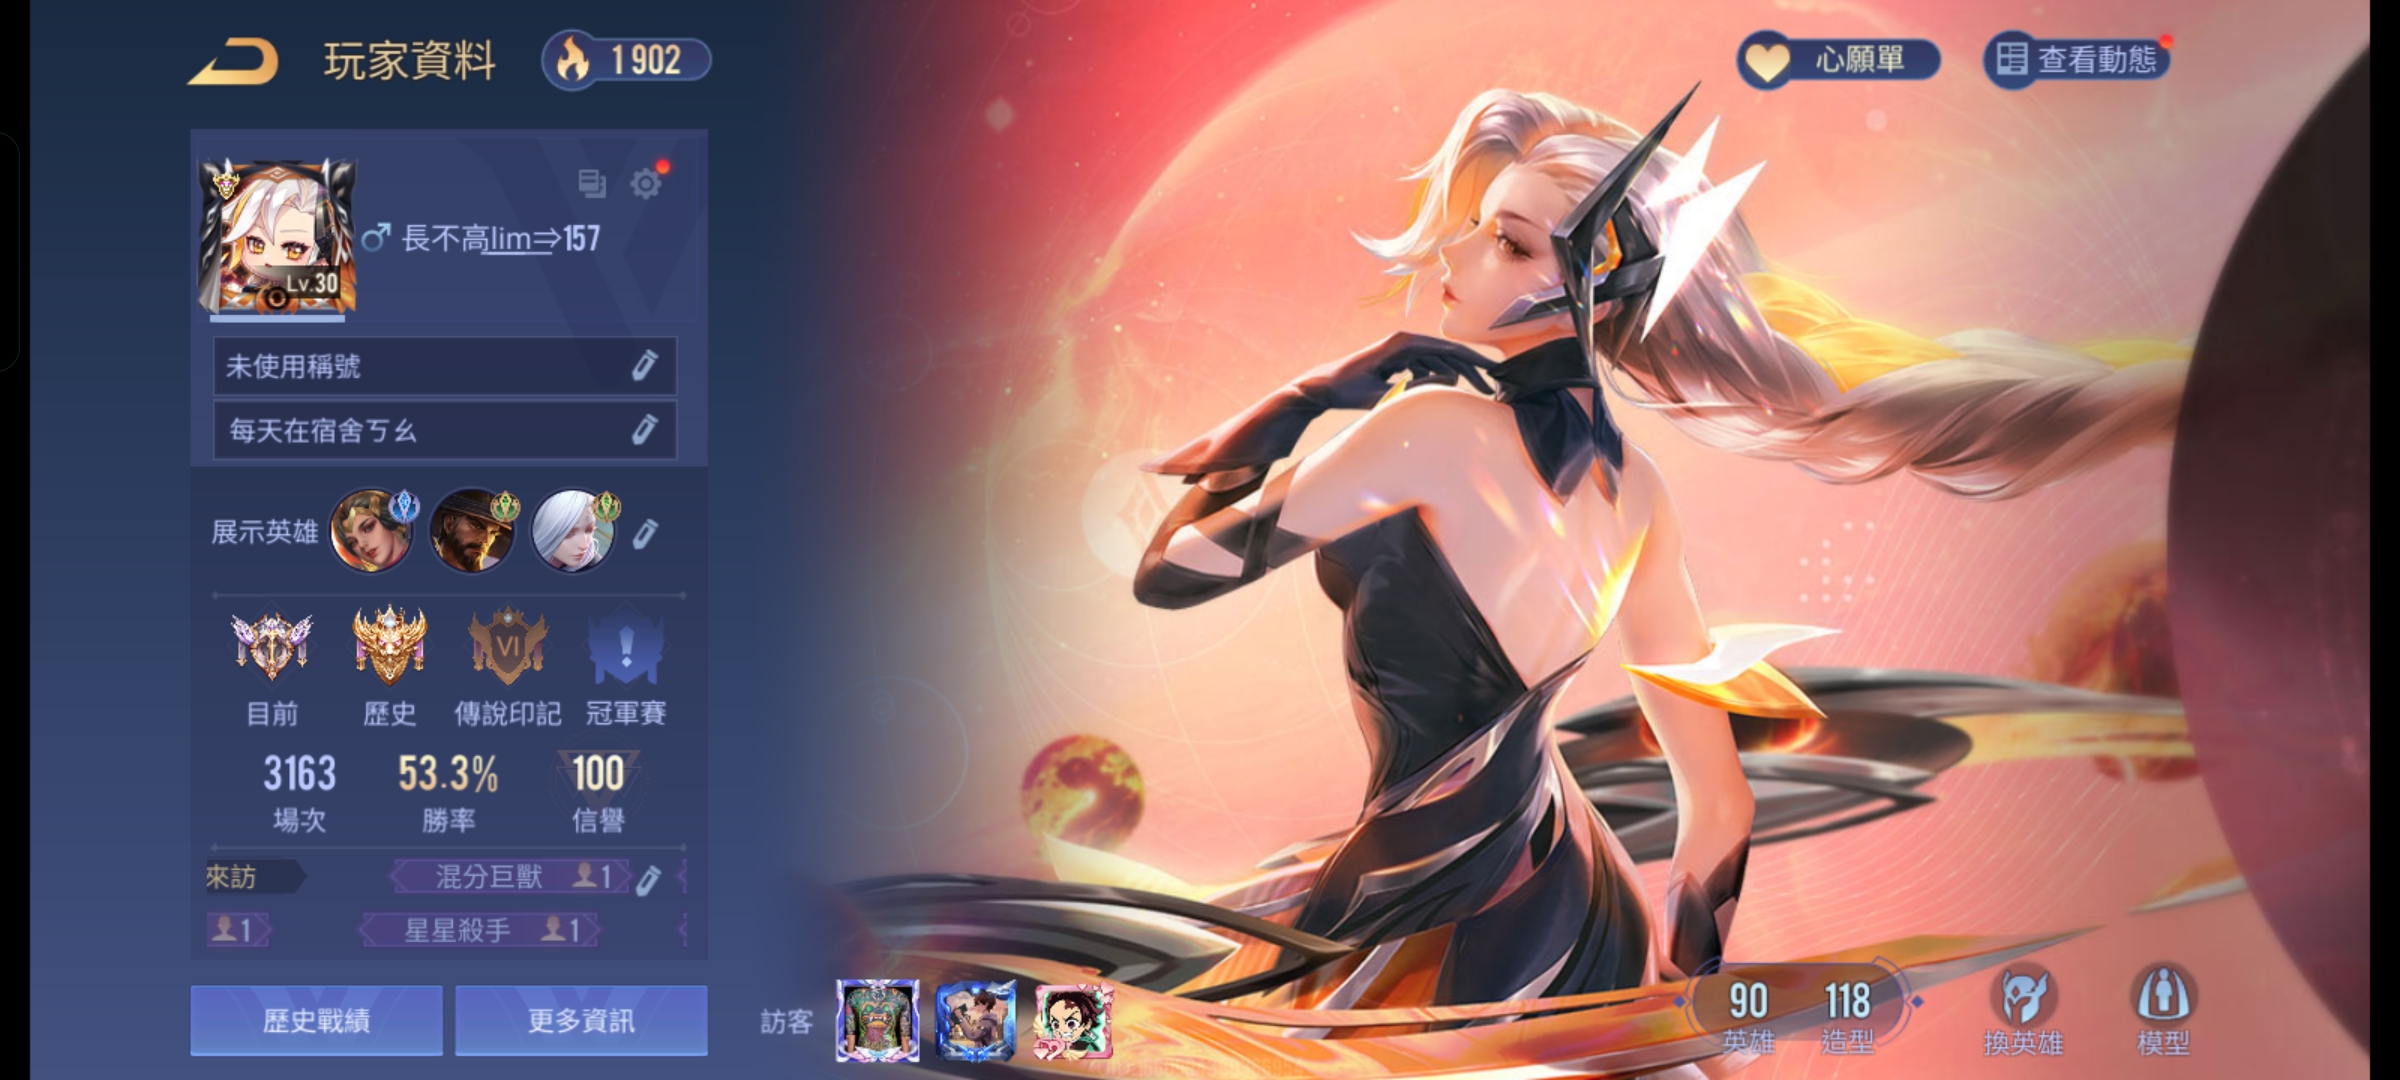 玩家資料
1902
心願單
查看動態
Lv.30
長不高lim⇒157
未使用稱號
每天在宿舍ㄎ幺
展示英雄
VI
目前
歷史
傳說印記
冠軍賽
3163
53.3%
100
場次
勝率
信譽
來訪
混分巨獸
1
1
星星殺手
1
歷史戰績
更多資訊
訪客
90
118
英雄
造型
換英雄
模型